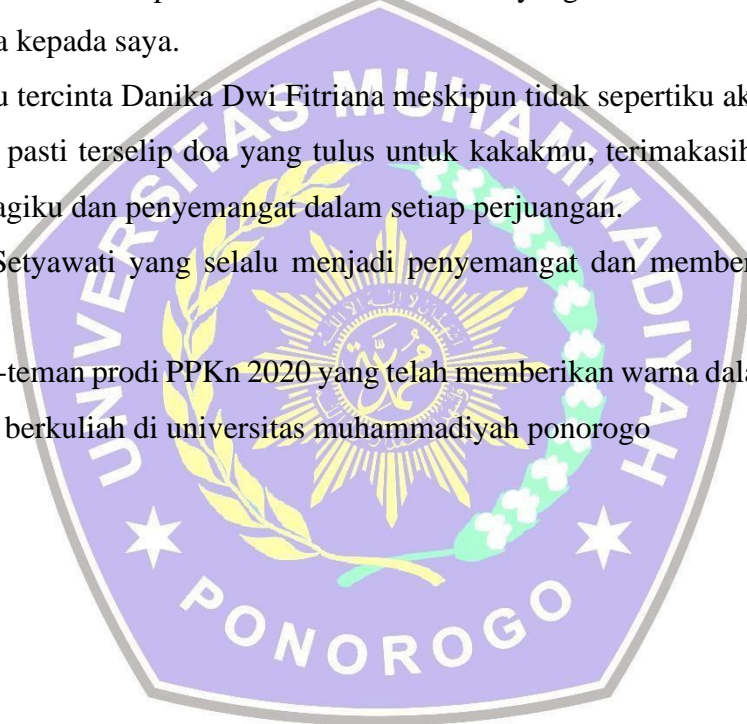 a kepada saya.
u tercinta Danika Dwi Fitriana meskipun tidak sepertiku ak
pasti terselip doa yang tulus untuk kakakmu, terimakasih
agiku dan penyemangat dalam setiap perjuangan.
Setyawati yang selalu menjadi penyemangat dan member
-teman prodi PPKn 2020 yang telah memberikan warna dala
berkuliah di universitas muhammadiyah ponorogo
UNIVERSITAS MUHAMMADIYAH
PONOROGO